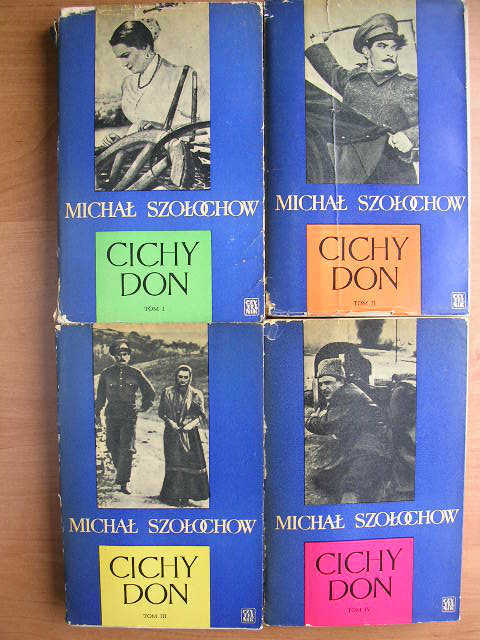 MICHAŁ SZOŁOCHOW
CICHY
DON
TOM I
MICHAŁ SZOŁOCHOW
CICHY
DON
TOM II
MICHAŁ SZOŁOCHOW
CICHY
DON
TOM III
MICHAŁ SZOŁOCHOW
CICHY
DON
TOM IV